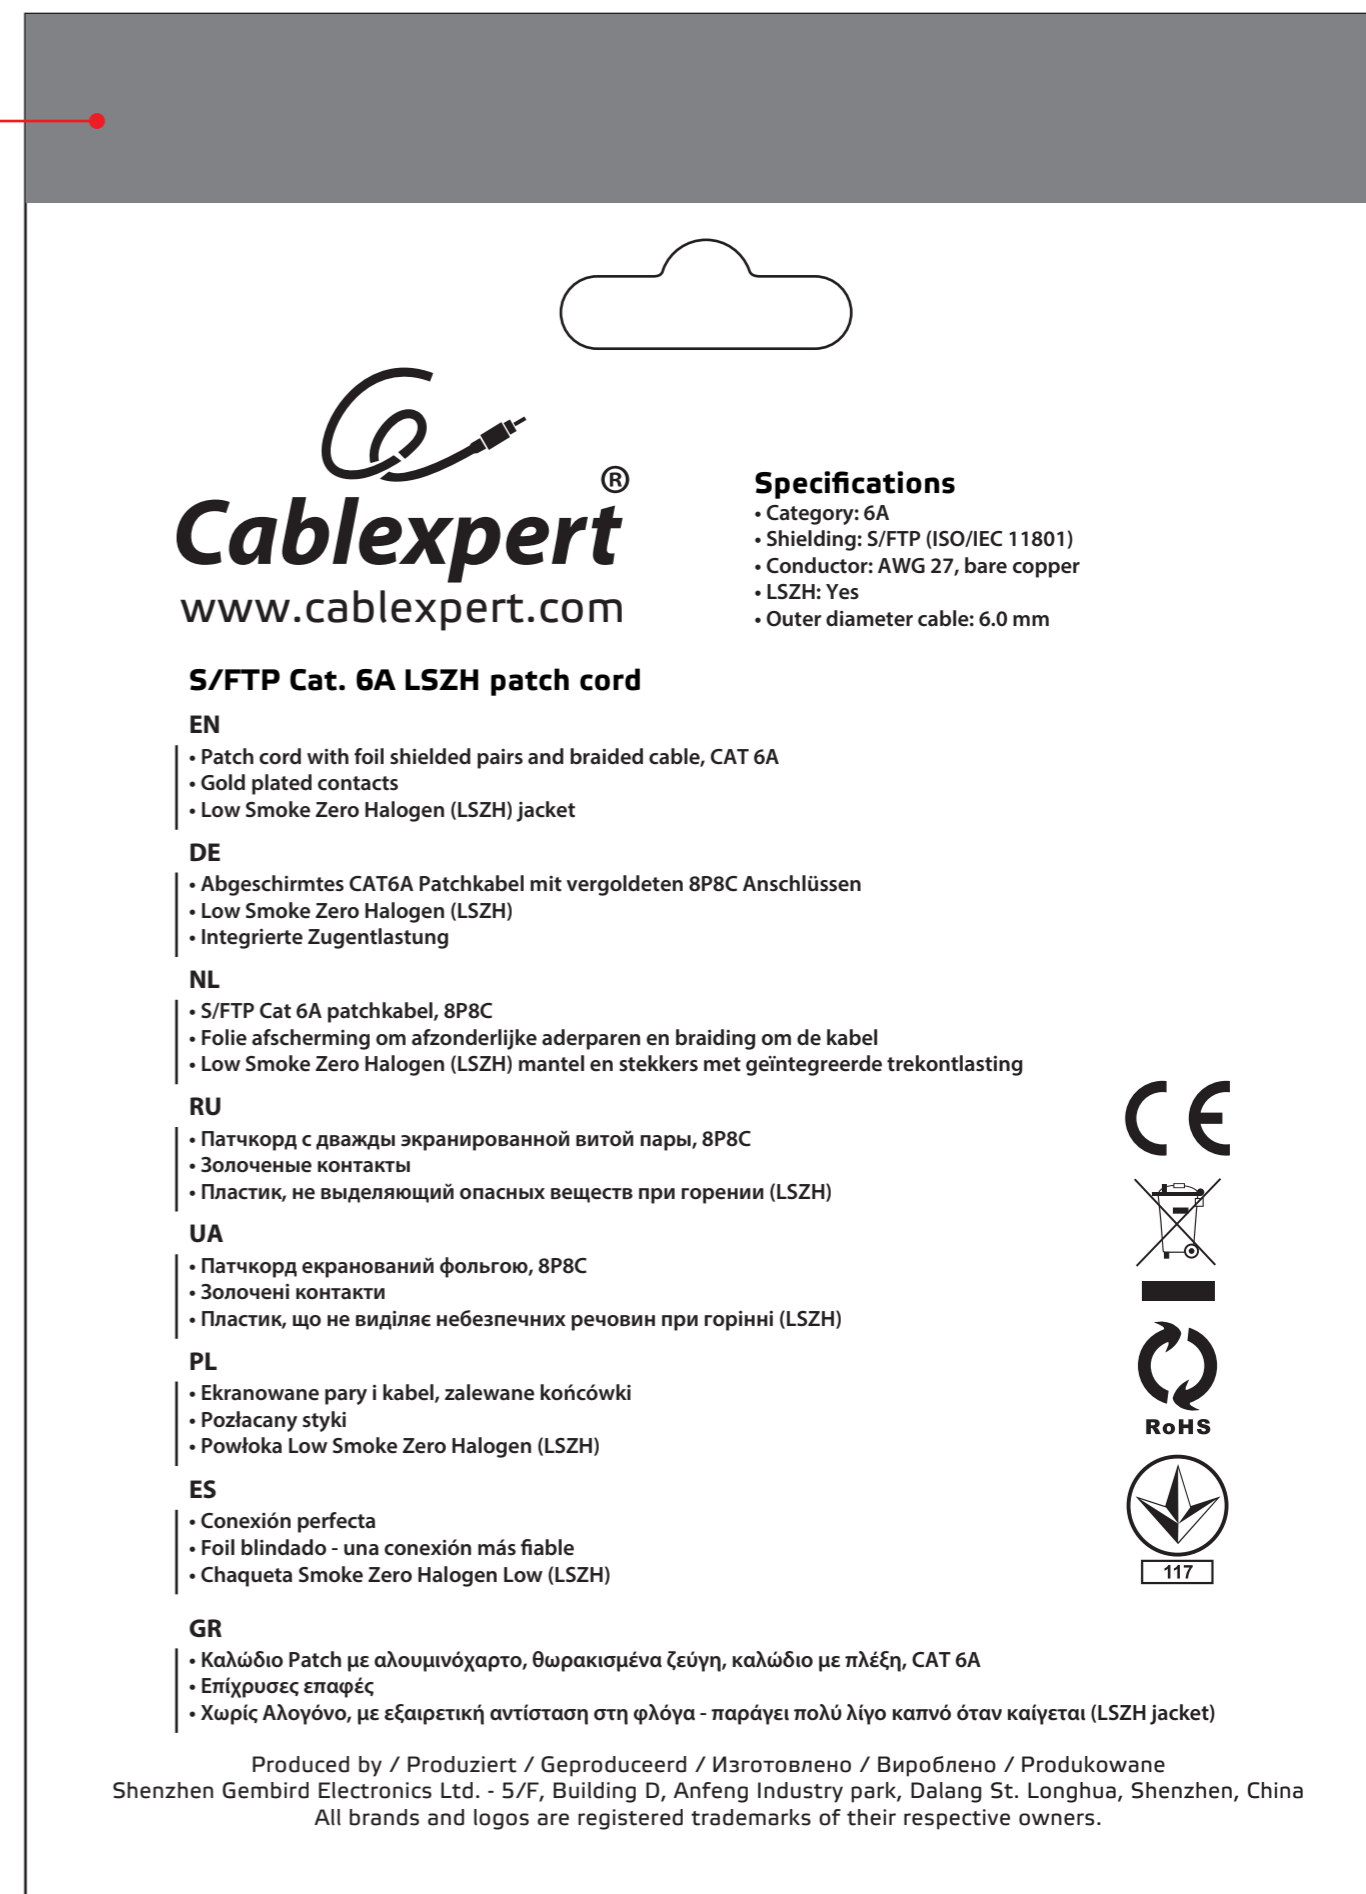 Cablexpert®
www.cablexpert.com
Specifications
• Category: 6A
• Shielding: S/FTP (ISO/IEC 11801)
• Conductor: AWG 27, bare copper
• LSZH: Yes
• Outer diameter cable: 6.0 mm
S/FTP Cat. 6A LSZH patch cord
EN
• Patch cord with foil shielded pairs and braided cable, CAT 6A
• Gold plated contacts
• Low Smoke Zero Halogen (LSZH) jacket
DE
• Abgeschirmtes CAT6A Patchkabel mit vergoldeten 8P8C Anschlüssen
• Low Smoke Zero Halogen (LSZH)
• Integrierte Zugentlastung
NL
• S/FTP Cat 6A patchkabel, 8P8C
• Folie afscherming om afzonderlijke aderparen en braiding om de kabel
• Low Smoke Zero Halogen (LSZH) mantel en stekkers met geïntegreerde trekontlasting
RU
• Патчкорд с дважды экранированной витой пары, 8P8C
• Золоченые контакты
• Пластик, не выделяющий опасных веществ при горении (LSZH)
UA
• Патчкорд екранований фольгою, 8P8C
• Золочені контакти
• Пластик, що не виділяє небезпечних речовин при горінні (LSZH)
PL
• Ekranowane pary i kabel, zalewane końcówki
• Pozłacany styki
• Powłoka Low Smoke Zero Halogen (LSZH)
ES
• Conexión perfecta
• Foil blindado - una conexión más fiable
• Chaqueta Smoke Zero Halogen Low (LSZH)
GR
• Καλώδιο Patch με αλουμινόχαρτο, θωρακισμένα ζεύγη, καλώδιο με πλέξη, CAT 6A
• Επίχρυσες επαφές
• Χωρίς Αλογόνο, με εξαιρετική αντίσταση στη φλόγα - παράγει πολύ λίγο καπνό όταν καίγεται (LSZH jacket)
CE
RoHS
117
Produced by / Produziert / Geproduceerd / Изготовлено / Вироблено / Produkowane
Shenzhen Gembird Electronics Ltd. - 5/F, Building D, Anfeng Industry park, Dalang St. Longhua, Shenzhen, China
All brands and logos are registered trademarks of their respective owners.